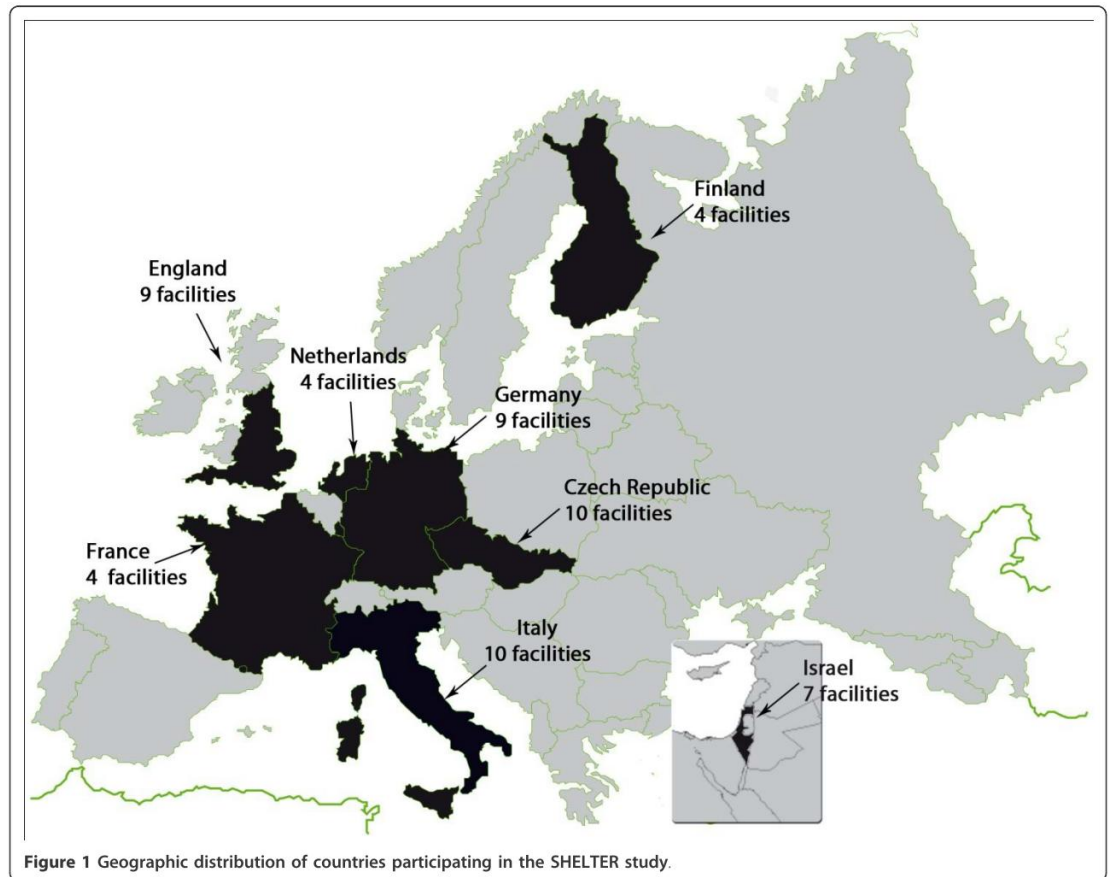 Finland
4 facilities
England
9 facilities
Netherlands
4 facilities
Germany
9 facilities
Czech Republic
10 facilities
France
4 facilities
Italy
10 facilities
Israel
7 facilities
Figure 1 Geographic distribution of countries participating in the SHELTER study.